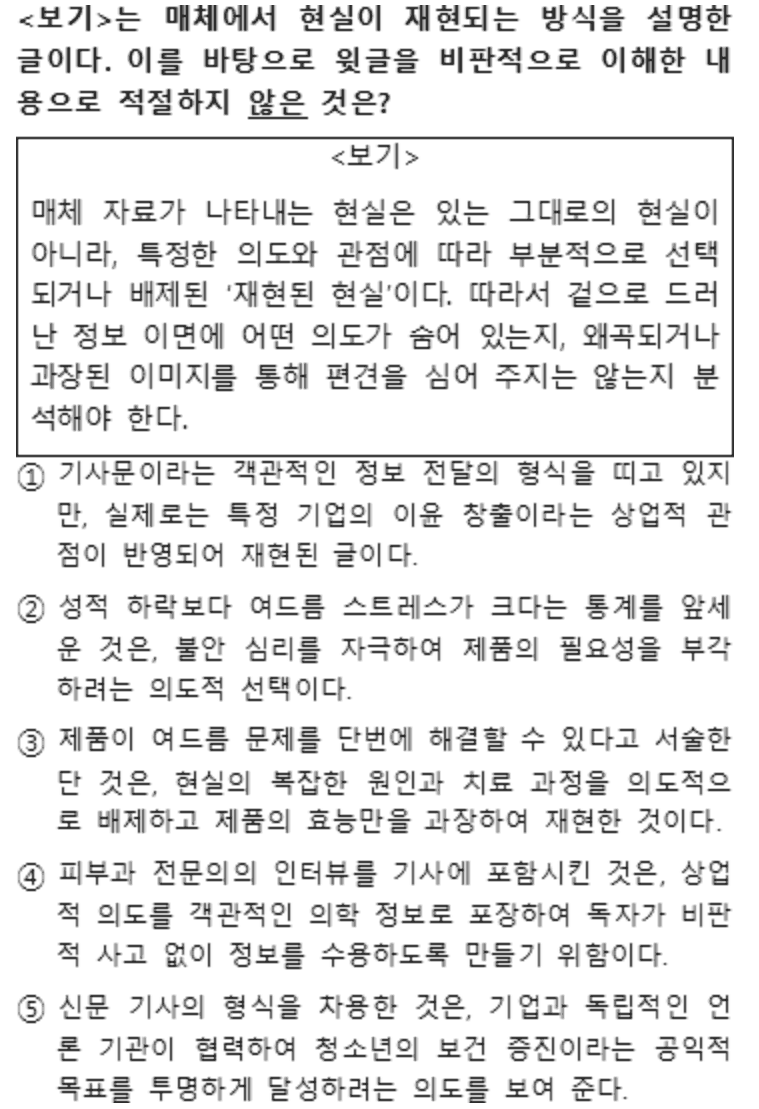 <보기>는 매체에서 현실이 재현되는 방식을 설명한
글이다. 이를 바탕으로 윗글을 비판적으로 이해한 내
용으로 적절하지 않은 것은?
<보기>
매체 자료가 나타내는 현실은 있는 그대로의 현실이
아니라, 특정한 의도와 관점에 따라 부분적으로 선택
되거나 배제된 '재현된 현실'이다. 따라서 겉으로 드러
난 정보 이면에 어떤 의도가 숨어 있는지, 왜곡되거나
과장된 이미지를 통해 편견을 심어 주지는 않는지 분
석해야 한다.
① 기사문이라는 객관적인 정보 전달의 형식을 띠고 있지
만, 실제로는 특정 기업의 이윤 창출이라는 상업적 관
점이 반영되어 재현된 글이다.
② 성적 하락보다 여드름 스트레스가 크다는 통계를 앞세
운 것은, 불안 심리를 자극하여 제품의 필요성을 부각
하려는 의도적 선택이다.
③ 제품이 여드름 문제를 단번에 해결할 수 있다고 서술한
단 것은, 현실의 복잡한 원인과 치료 과정을 의도적으
로 배제하고 제품의 효능만을 과장하여 재현한 것이다.
④ 피부과 전문의의 인터뷰를 기사에 포함시킨 것은, 상업
적 의도를 객관적인 의학 정보로 포장하여 독자가 비판
적 사고 없이 정보를 수용하도록 만들기 위함이다.
⑤ 신문 기사의 형식을 차용한 것은, 기업과 독립적인 언
론 기관이 협력하여 청소년의 보건 증진이라는 공익적
목표를 투명하게 달성하려는 의도를 보여 준다.